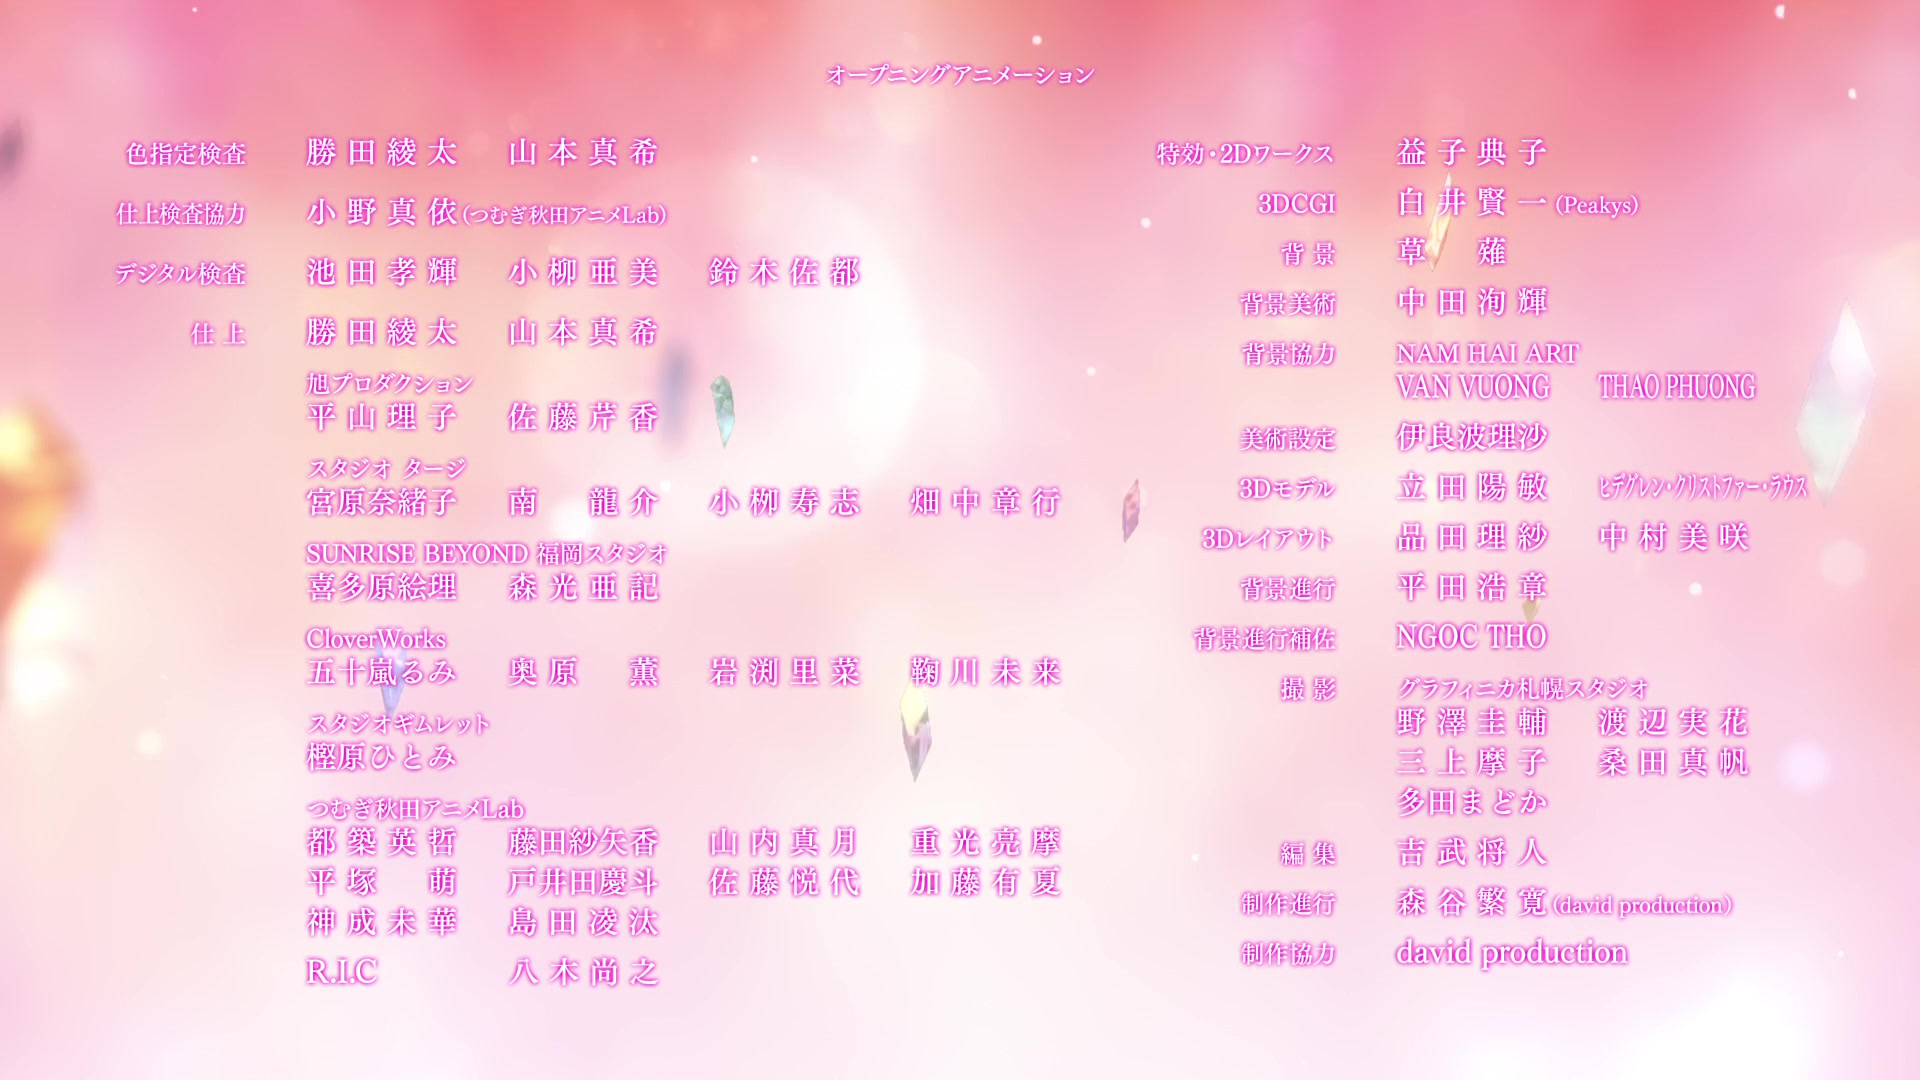 オープニングアニメーション
色指定検査 勝田綾太 山本真希
仕上検査協力 小野真依(つむぎ秋田アニメLab)
デジタル検査 池田孝輝 小柳亜美 鈴木佐都
仕上 勝田綾太 山本真希
旭プロダクション
平山理子 佐藤芹香
スタジオ タージ
宮原奈緒子 南龍介 小栁寿志 畑中章行
SUNRISE BEYOND 福岡スタジオ
喜多原絵理 森光亜記
CloverWorks
五十嵐るみ 奥原薫 岩渕里菜 鞠川未来
スタジオギムレット
樫原ひとみ
つむぎ秋田アニメLab
都築英哲 藤田紗矢香 山内真月 重光亮摩
平塚萌 戸井田慶斗 佐藤悦代 加藤有夏
神成未華 島田凌汰
R.I.C 八木尚之
特効・2Dワークス 益子典子
3DCGI 白井賢一(Peakys)
背景 草薙
背景美術 中田洵輝
背景協力 NAM HAI ART
VAN VUONG THAO PHUONG
美術設定 伊良波理沙
3Dモデル 立田陽敏 ヒデグレン・クリストファー・ラウス
3Dレイアウト 品田理紗 中村美咲
背景進行 平田浩章
背景進行補佐 NGOC THO
撮影 グラフィニカ札幌スタジオ
野澤圭輔 渡辺実花
三上摩子 桑田真帆
多田まどか
編集 吉武将人
制作進行 森谷繁寛(david production)
制作協力 david production